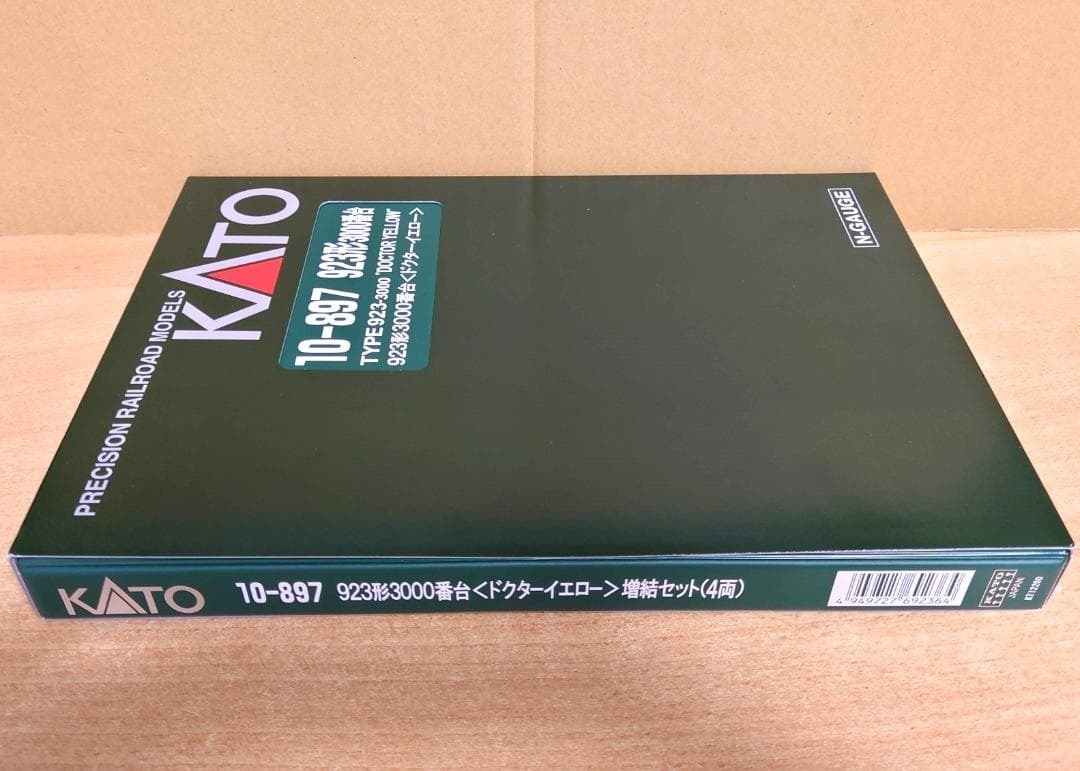 PRECISION RAILROAD MODELS
KATO
10-897 923形3000番台
TYPE 923-3000 "DOCTOR YELLOW"
923形3000番台<ドクターイエロー>
N-GAUGE
KATO 10-897 923形3000番台<ドクターイエロー>増結セット(4両)
4 949727 692364
KATO
JAPAN